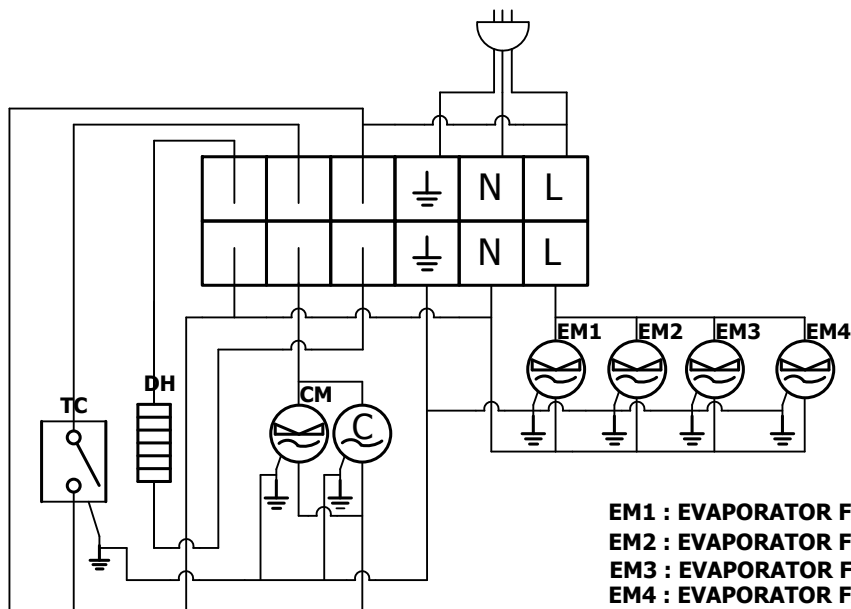 N L
N L
EM1 EM2 EM3 EM4
DH
CM
TC
C
EM1 : EVAPORATOR F
EM2 : EVAPORATOR F
EM3 : EVAPORATOR F
EM4 : EVAPORATOR F